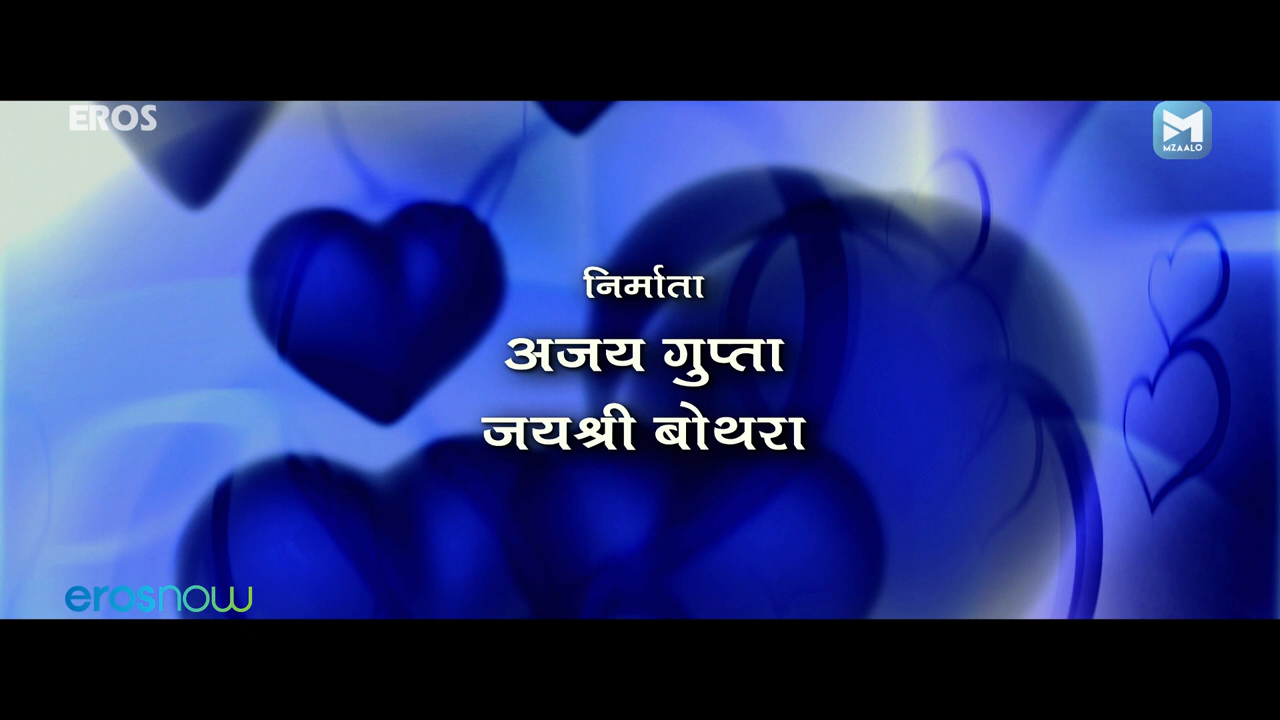 EROS
MZAALO
निर्माता
अजय गुप्ता
जयश्री बोथरा
erosnow